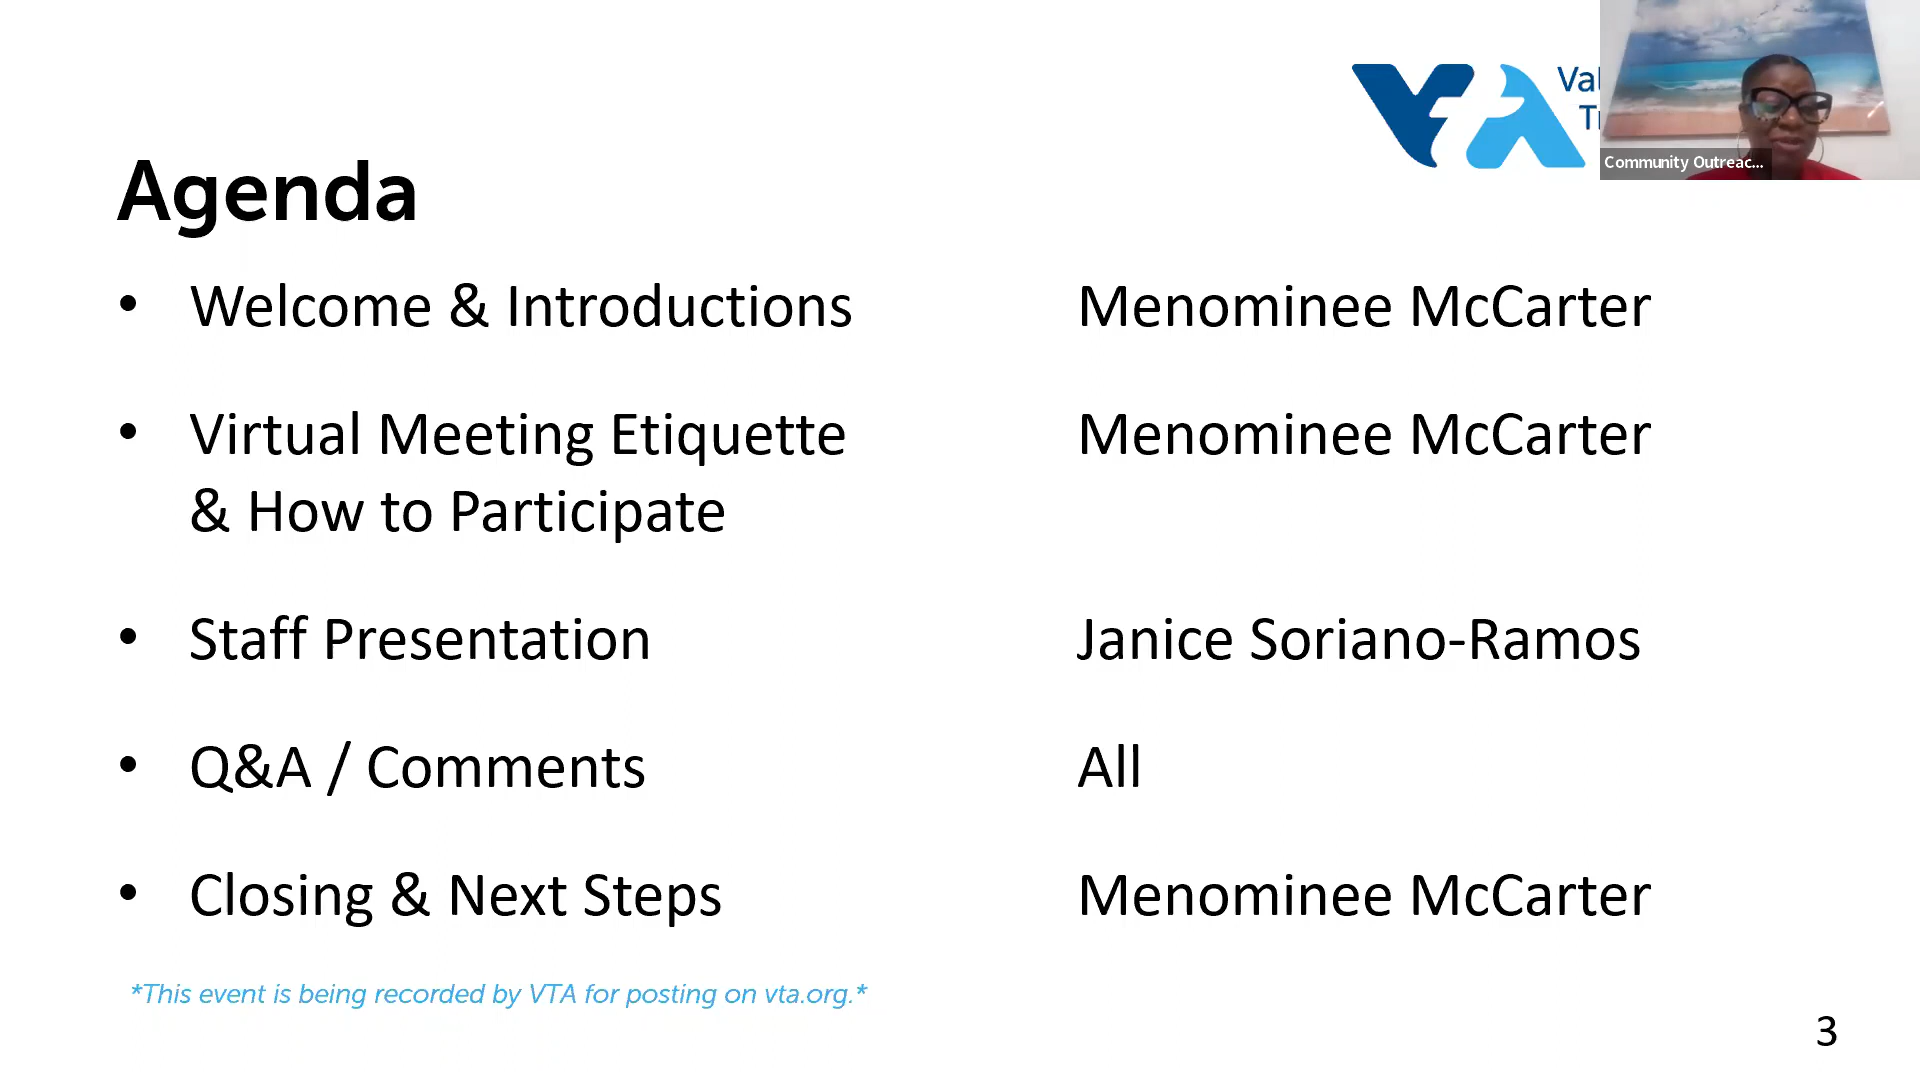 VTA
Community Outreac...
Agenda
• Welcome & Introductions Menominee McCarter
• Virtual Meeting Etiquette Menominee McCarter
& How to Participate
• Staff Presentation Janice Soriano-Ramos
• Q&A / Comments All
• Closing & Next Steps Menominee McCarter
*This event is being recorded by VTA for posting on vta.org.*
3